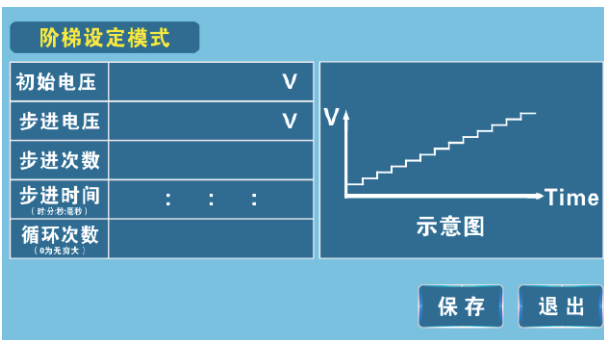 阶梯设定模式
初始电压 V
步进电压 V
步进次数
步进时间 : : :
(时:分:秒:毫秒)
循环次数
(0为无穷大)
V
Time
示意图
保存 退出